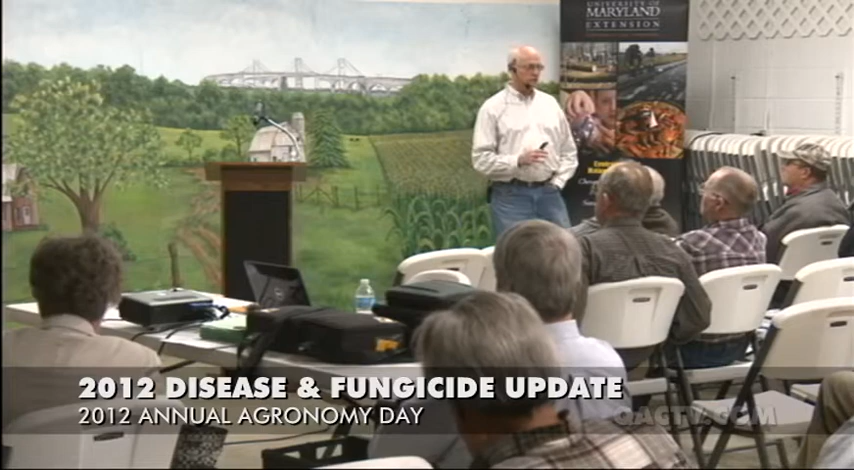 UNIVERSITY OF
MARYLAND
EXTENSION
2012 DISEASE & FUNGICIDE UPDATE
2012 ANNUAL AGRONOMY DAY
QACTV.COM